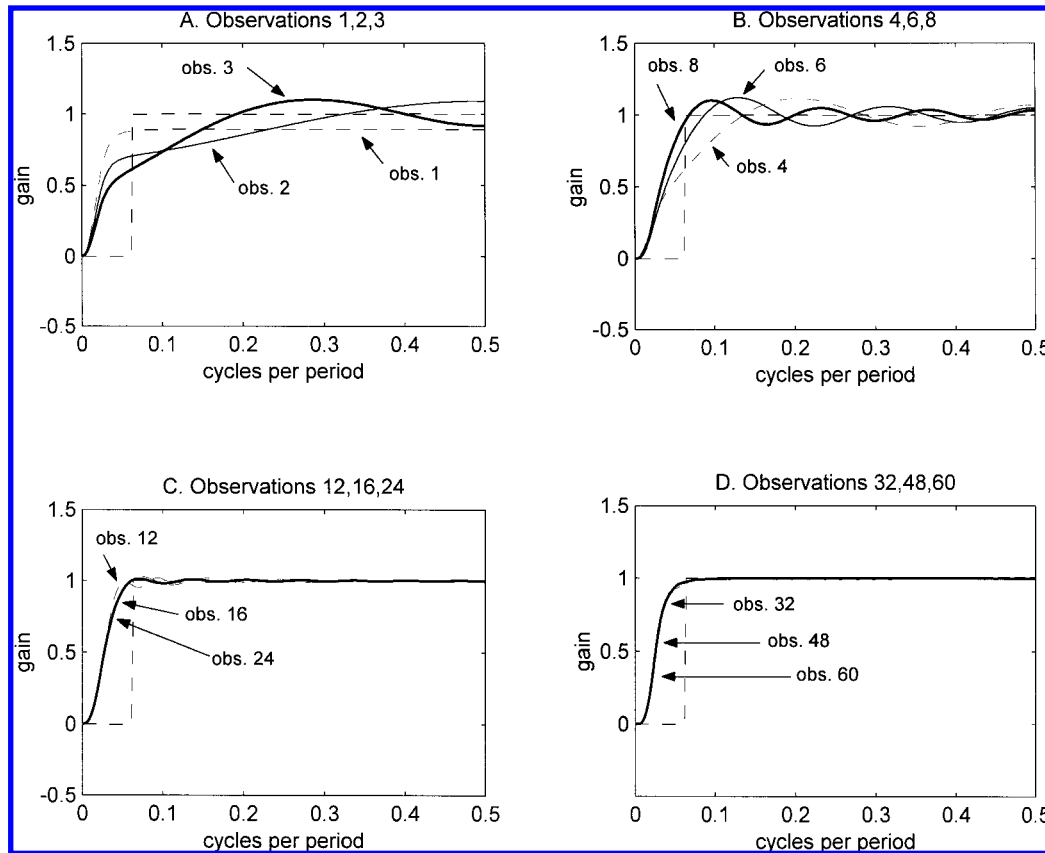 A. Observations 1,2,3
1.5
1
0.5
0
-0.5
gain
obs. 3
obs. 2
obs. 1
0 0.1 0.2 0.3 0.4 0.5
cycles per period
B. Observations 4,6,8
1.5
1
0.5
0
-0.5
gain
obs. 8
obs. 6
obs. 4
0 0.1 0.2 0.3 0.4 0.5
cycles per period
C. Observations 12,16,24
1.5
1
0.5
0
-0.5
gain
obs. 12
obs. 16
obs. 24
0 0.1 0.2 0.3 0.4 0.5
cycles per period
D. Observations 32,48,60
1.5
1
0.5
0
-0.5
gain
obs. 32
obs. 48
obs. 60
0 0.1 0.2 0.3 0.4 0.5
cycles per period